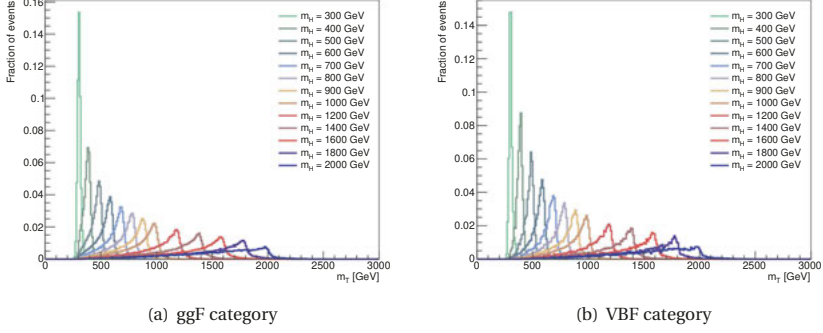 Fraction of events
0.16
0.14
0.12
0.1
0.08
0.06
0.04
0.02
0
0 500 1000 1500 2000 2500 3000
m_T [GeV]
m_H = 300 GeV
m_H = 400 GeV
m_H = 500 GeV
m_H = 600 GeV
m_H = 700 GeV
m_H = 800 GeV
m_H = 900 GeV
m_H = 1000 GeV
m_H = 1200 GeV
m_H = 1400 GeV
m_H = 1600 GeV
m_H = 1800 GeV
m_H = 2000 GeV
(a) ggF category
Fraction of events
0.14
0.12
0.1
0.08
0.06
0.04
0.02
0
0 500 1000 1500 2000 2500 3000
m_T [GeV]
m_H = 300 GeV
m_H = 400 GeV
m_H = 500 GeV
m_H = 600 GeV
m_H = 700 GeV
m_H = 800 GeV
m_H = 900 GeV
m_H = 1000 GeV
m_H = 1200 GeV
m_H = 1400 GeV
m_H = 1600 GeV
m_H = 1800 GeV
m_H = 2000 GeV
(b) VBF category